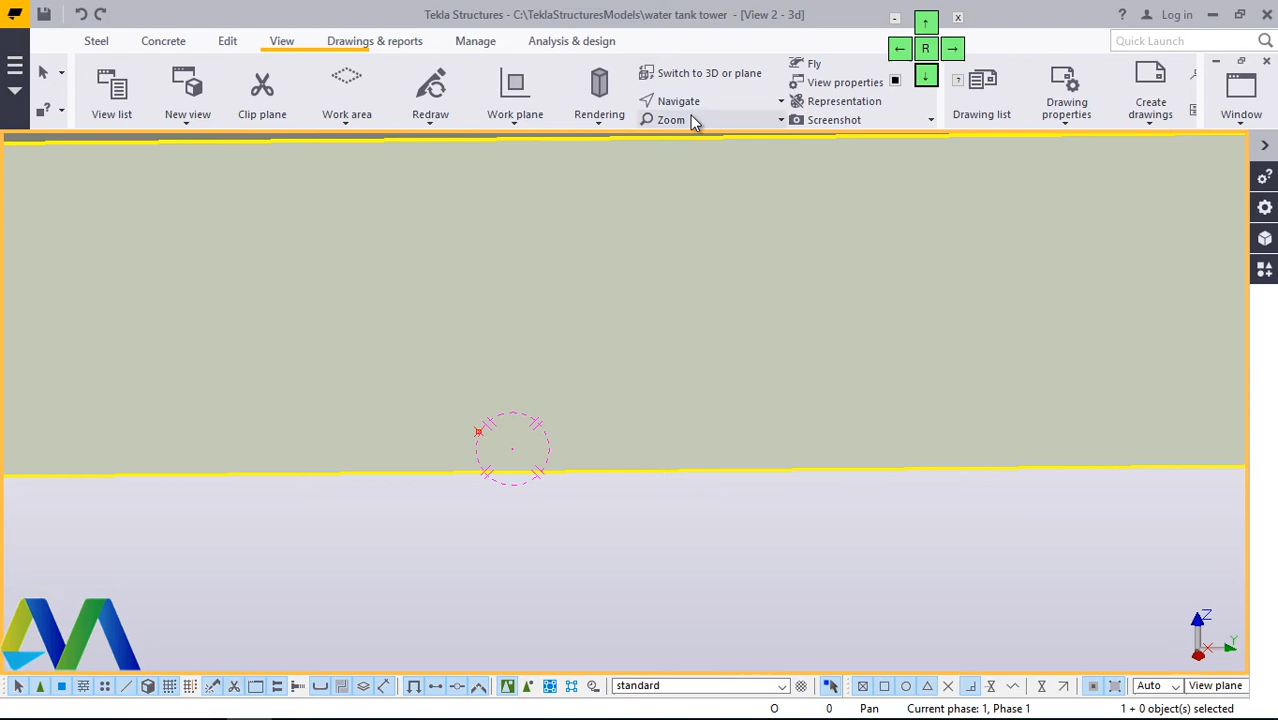 Tekla Structures - C:\TeklaStructuresModels\water tank tower - [View 2 - 3d]
Log in
Steel
Concrete
Edit
View
Drawings & reports
Manage
Analysis & design
R
Quick Launch
View list
New view
Clip plane
Work area
Redraw
Work plane
Rendering
Switch to 3D or plane
Navigate
Zoom
Fly
View properties
Representation
Screenshot
Drawing list
Drawing properties
Create drawings
Window
Z
Y
standard
Auto
View plane
O
0
Pan
Current phase: 1, Phase 1
1 + 0 object(s) selected